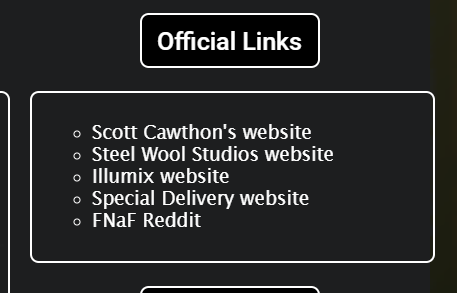 Official Links
Scott Cawthon's website
Steel Wool Studios website
Illumix website
Special Delivery website
FNaF Reddit